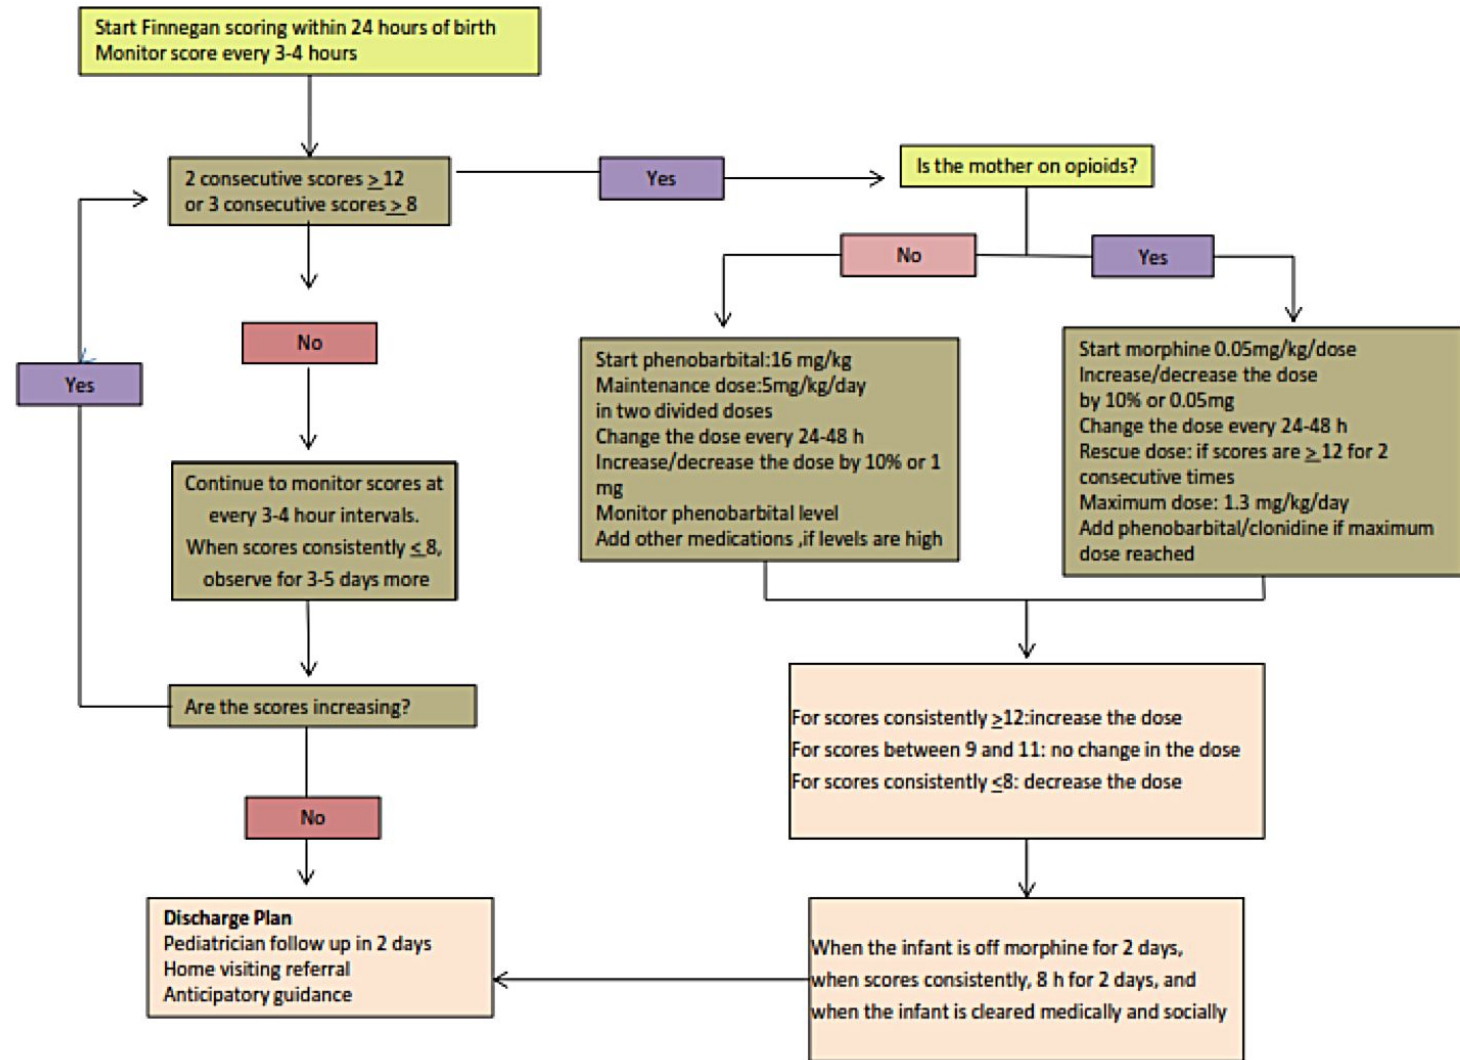 Start Finnegan scoring within 24 hours of birth
Monitor score every 3-4 hours
2 consecutive scores ≥12
or 3 consecutive scores ≥8
Yes
Is the mother on opioids?
No
Yes
No
Yes
Start phenobarbital:16 mg/kg
Maintenance dose:5mg/kg/day
in two divided doses
Change the dose every 24-48 h
Increase/decrease the dose by 10% or 1
mg
Monitor phenobarbital level
Add other medications ,if levels are high
Start morphine 0.05mg/kg/dose
Increase/decrease the dose
by 10% or 0.05mg
Change the dose every 24-48 h
Rescue dose: if scores are ≥12 for 2
consecutive times
Maximum dose: 1.3 mg/kg/day
Add phenobarbital/clonidine if maximum
dose reached
Continue to monitor scores at
every 3-4 hour intervals.
When scores consistently ≤8,
observe for 3-5 days more
Are the scores increasing?
For scores consistently ≥12:increase the dose
For scores between 9 and 11: no change in the dose
For scores consistently ≤8: decrease the dose
No
Discharge Plan
Pediatrician follow up in 2 days
Home visiting referral
Anticipatory guidance
When the infant is off morphine for 2 days,
when scores consistently, 8 h for 2 days, and
when the infant is cleared medically and socially